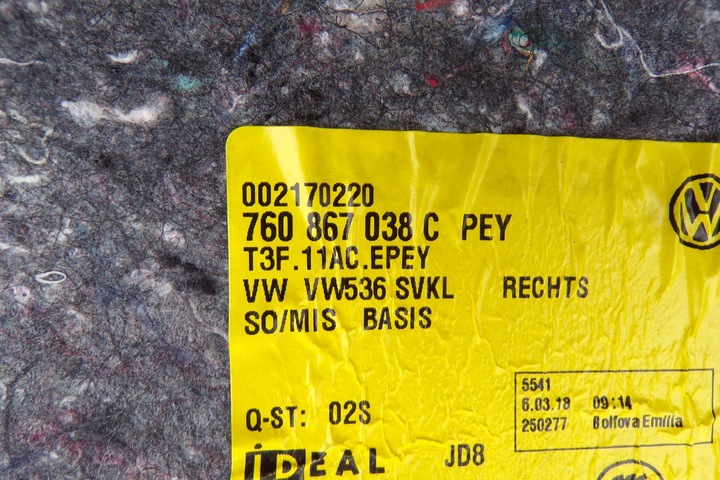 002170220
760 867 038 C PEY
T3F.11AC.EPEY
VW VW536 SVKL RECHTS
SO/MIS BASIS
5541
6.03.18 09:14
250277 Bolfova Emilia
Q-ST: 02S
iDEAL JD8